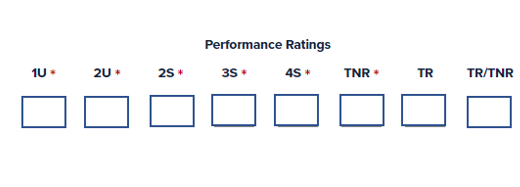 Performance Ratings
1U * 2U * 2S * 3S * 4S * TNR * TR TR/TNR